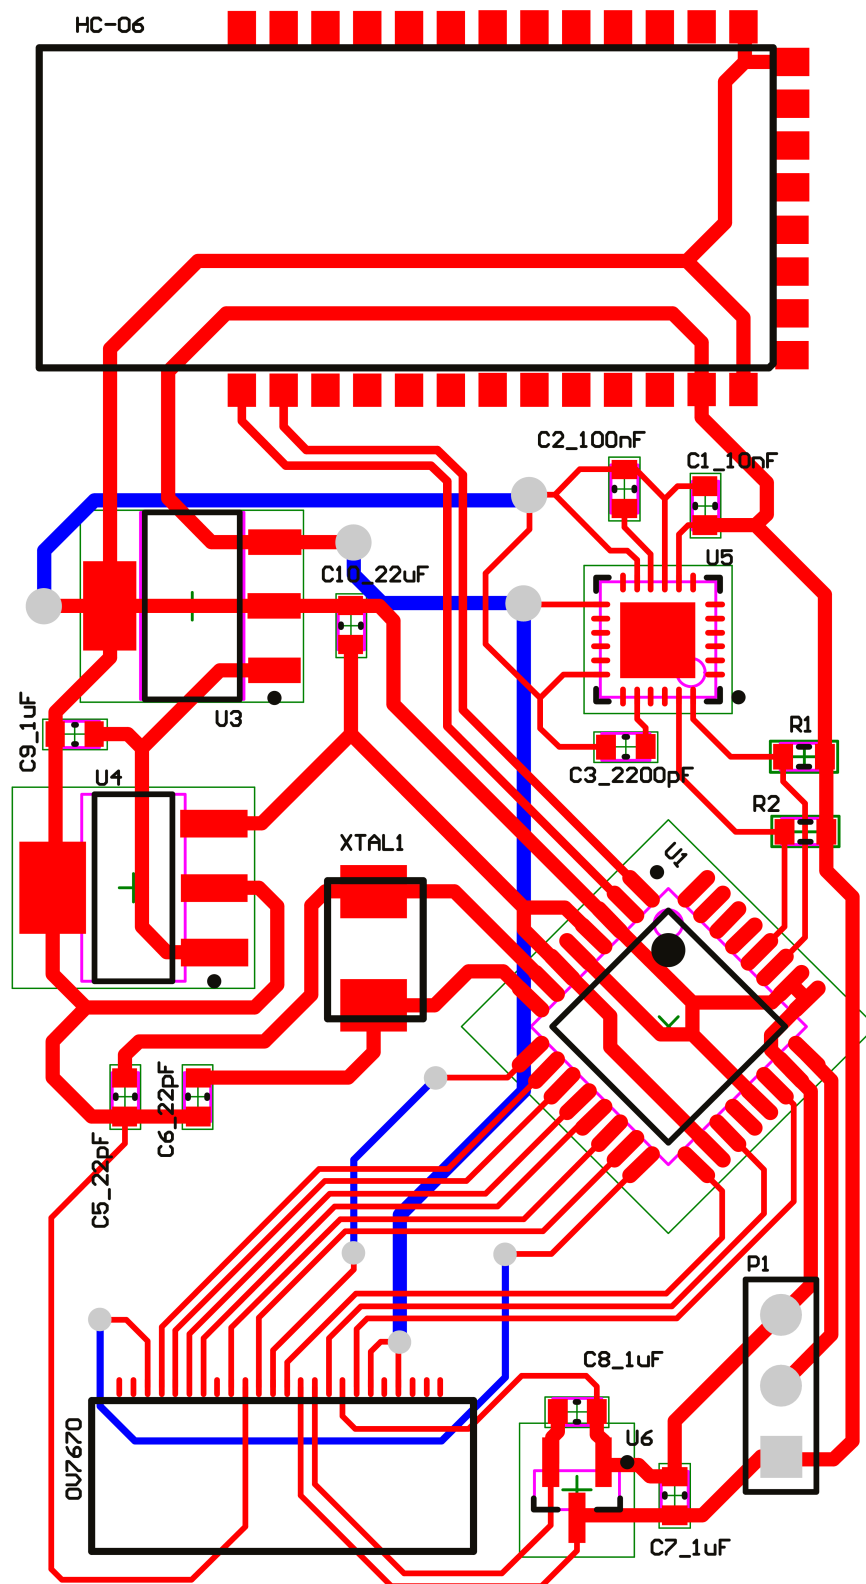 HC-06
C2_100nF
C1_10nF
U5
C10_22uF
C9_1uF
U3
R1
C3_2200pF
U4
R2
XTAL1
U1
C6_22pF
C5_22pF
P1
C8_1uF
OV7670
U6
C7_1uF